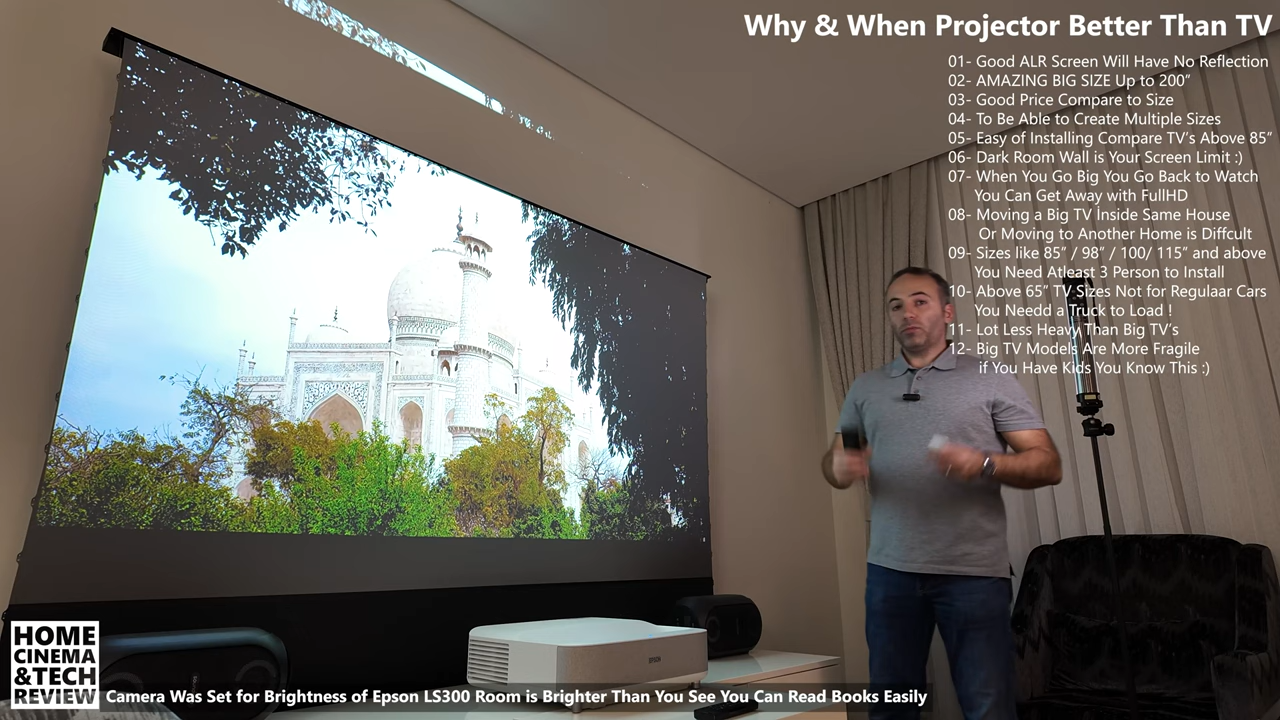 Why & When Projector Better Than TV
01- Good ALR Screen Will Have No Reflection
02- AMAZING BIG SIZE Up to 200”
03- Good Price Compare to Size
04- To Be Able to Create Multiple Sizes
05- Easy of Installing Compare TV’s Above 85”
06- Dark Room Wall is Your Screen Limit :)
07- When You Go Big You Go Back to Watch
You Can Get Away with FullHD
08- Moving a Big TV İnside Same House
Or Moving to Another Home is Diffcult
09- Sizes like 85” / 98” / 100/ 115” and above
You Need Atleast 3 Person to Install
10- Above 65” TV Sizes Not for Regulaar Cars
You Needd a Truck to Load !
11- Lot Less Heavy Than Big TV’s
12- Big TV Models Are More Fragile
if You Have Kids You Know This :)
EPSON
HOME
CINEMA
&TECH
REVIEW
Camera Was Set for Brightness of Epson LS300 Room is Brighter Than You See You Can Read Books Easily